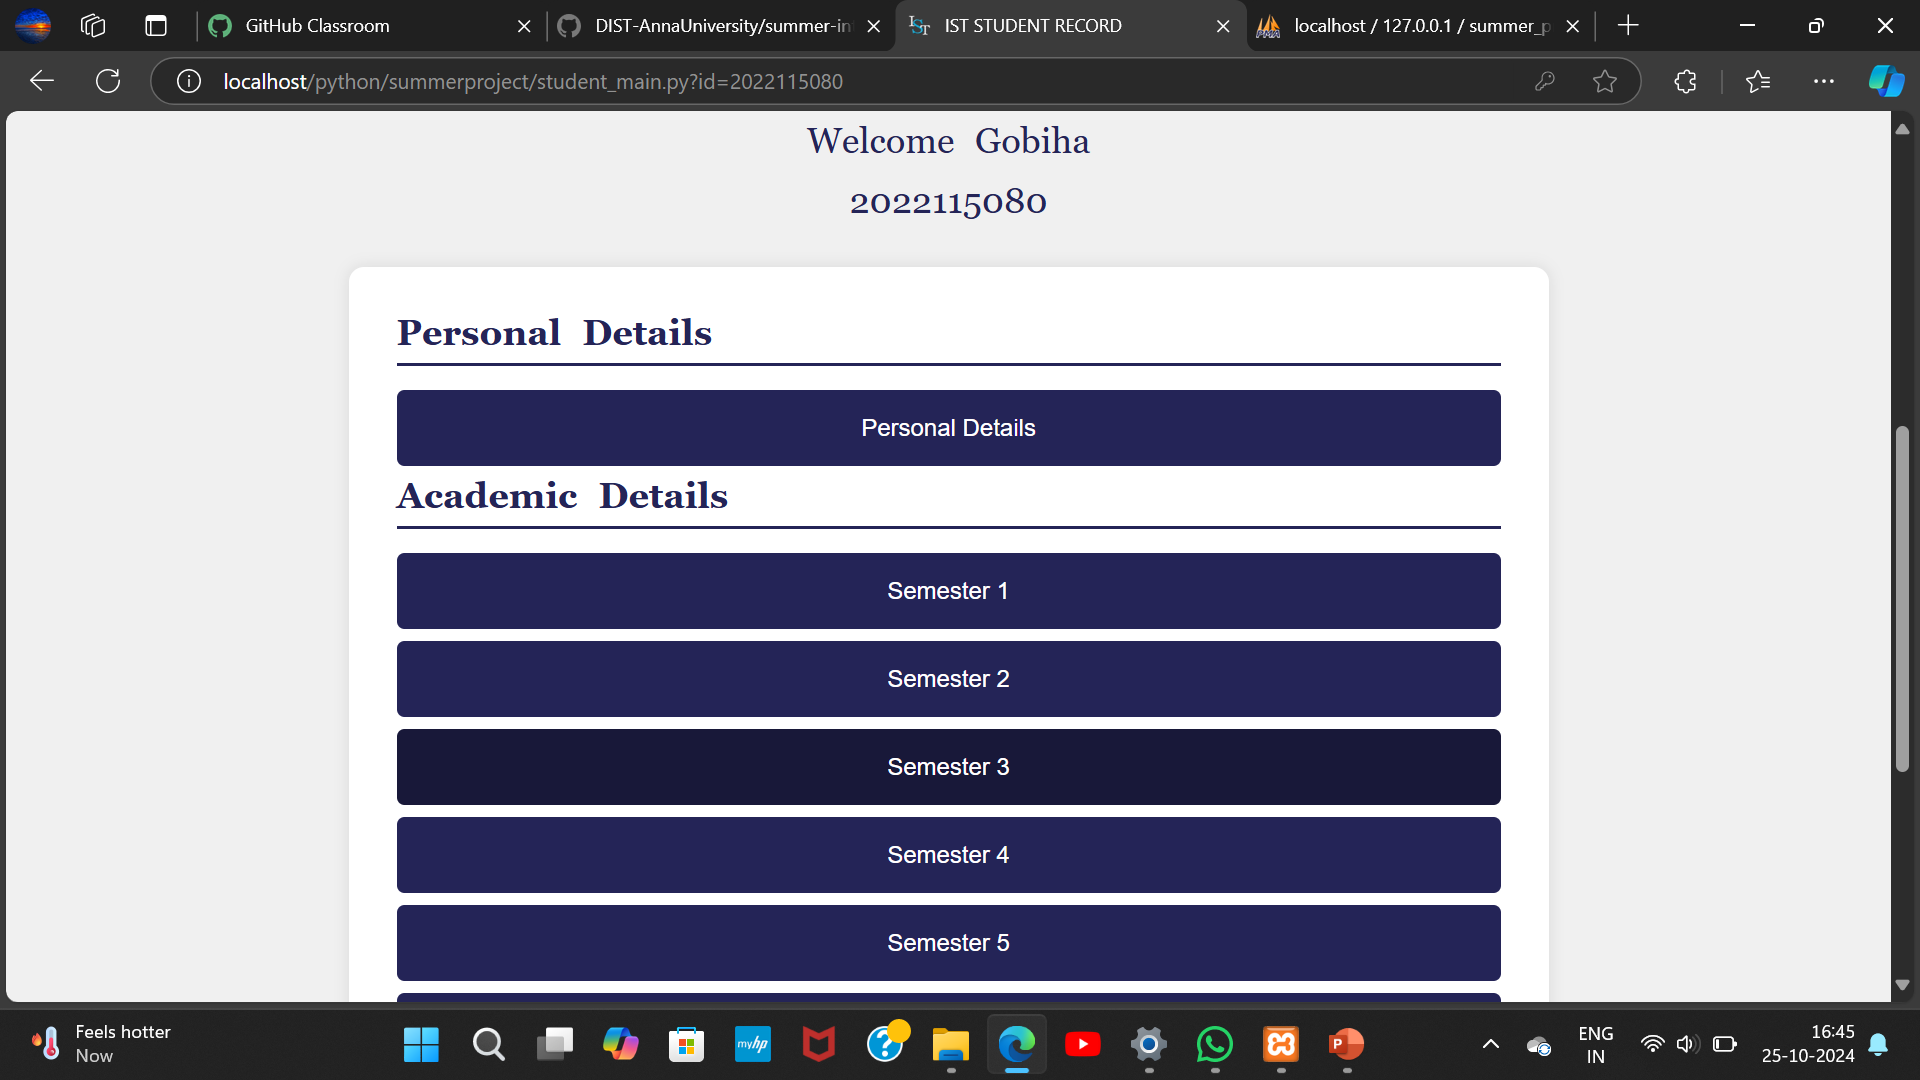 GitHub Classroom
DIST-AnnaUniversity/summer-in
IST STUDENT RECORD
localhost / 127.0.0.1 / summer_p
localhost/python/summerproject/student_main.py?id=2022115080
Welcome Gobiha
2022115080
Personal Details
Personal Details
Academic Details
Semester 1
Semester 2
Semester 3
Semester 4
Semester 5
Feels hotter
Now
myhp
ENG
IN
16:45
25-10-2024